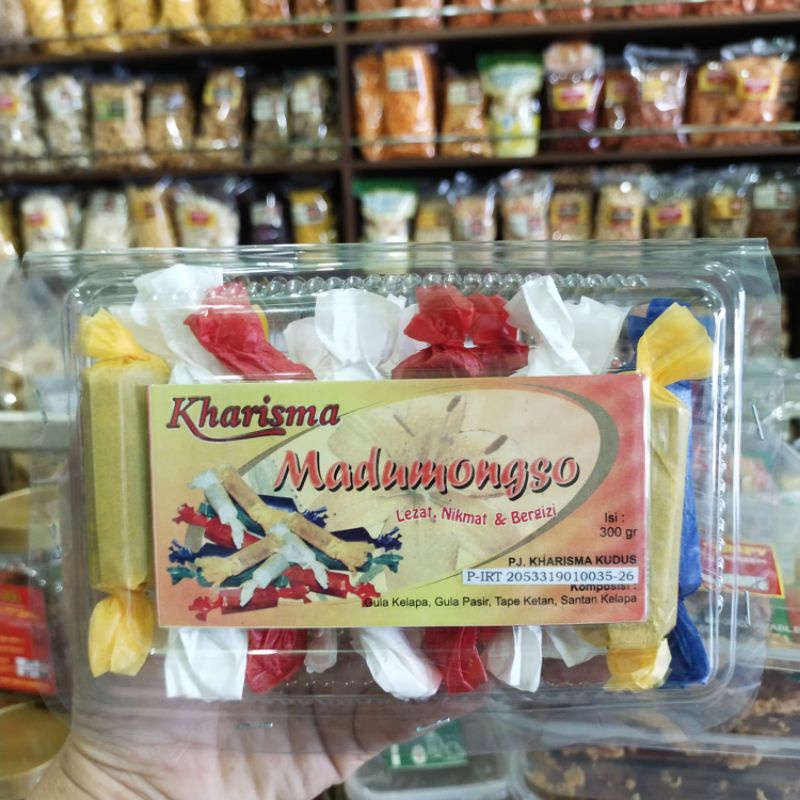 Kharisma
Madumongso
Lezat, Nikmat & Bergizi
Isi :
300 gr
PJ. KHARISMA KUDUS
P-IRT 2053319010035-26
Komposisi :
Gula Kelapa, Gula Pasir, Tape Ketan, Santan Kelapa